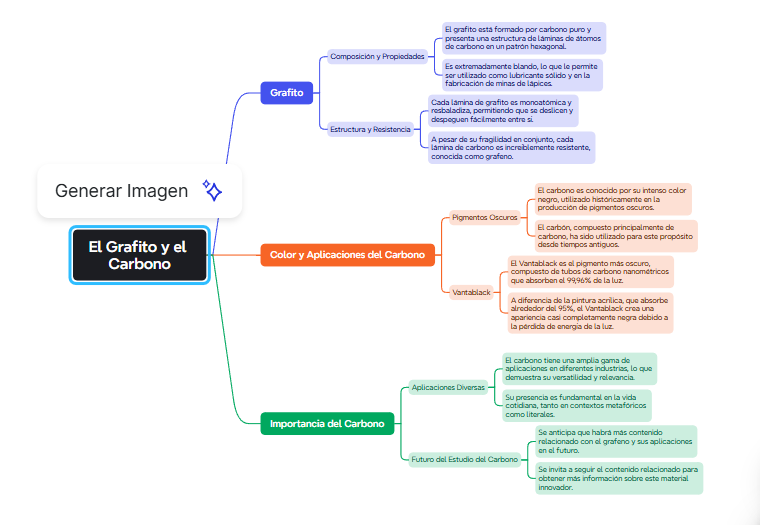 El grafito está formado por carbono puro y
presenta una estructura de láminas de átomos
de carbono en un patrón hexagonal.
Composición y Propiedades
Es extremadamente blando, lo que le permite
ser utilizado como lubricante sólido y en la
fabricación de minas de lápices.
Grafito
Cada lámina de grafito es monoatómica y
resbaladiza, permitiendo que se deslicen y
despeguen fácilmente entre sí.
Estructura y Resistencia
A pesar de su fragilidad en conjunto, cada
lámina de carbono es increíblemente resistente,
conocida como grafeno.
Generar Imagen
El Grafito y el
Carbono
El carbono es conocido por su intenso color
negro, utilizado históricamente en la
producción de pigmentos oscuros.
Pigmentos Oscuros
El carbón, compuesto principalmente de
carbono, ha sido utilizado para este propósito
desde tiempos antiguos.
Color y Aplicaciones del Carbono
El Vantablack es el pigmento más oscuro,
compuesto de tubos de carbono nanométricos
que absorben el 99,96% de la luz.
Vantablack
A diferencia de la pintura acrílica, que absorbe
alrededor del 95%, el Vantablack crea una
apariencia casi completamente negra debido a
la pérdida de energía de la luz.
El carbono tiene una amplia gama de
aplicaciones en diferentes industrias, lo que
demuestra su versatilidad y relevancia.
Aplicaciones Diversas
Su presencia es fundamental en la vida
cotidiana, tanto en contextos metafóricos
como literales.
Importancia del Carbono
Se anticipa que habrá más contenido
relacionado con el grafeno y sus aplicaciones
en el futuro.
Futuro del Estudio del Carbono
Se invita a seguir el contenido relacionado para
obtener más información sobre este material
innovador.